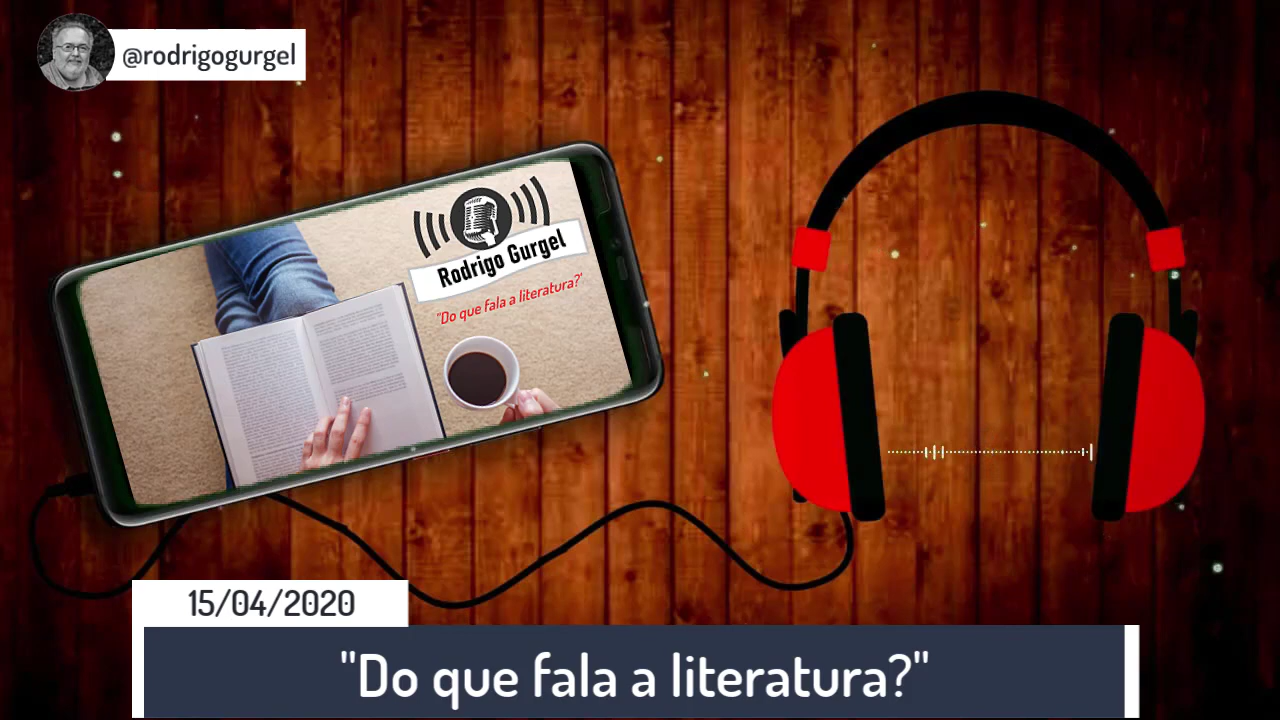 @rodrigogurgel
Rodrigo Gurgel
"Do que fala a literatura?"
15/04/2020
"Do que fala a literatura?"